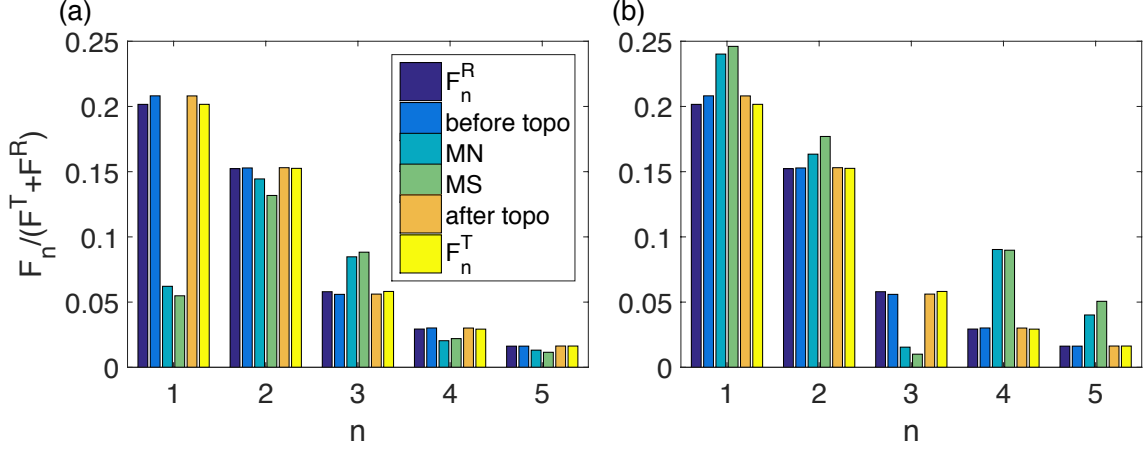 (a)
(b)
F_n/(F^T+F^R)
0.25
0.2
0.15
0.1
0.05
0
1 2 3 4 5
n
F_n^R
before topo
MN
MS
after topo
F_n^T
0.25
0.2
0.15
0.1
0.05
0
1 2 3 4 5
n